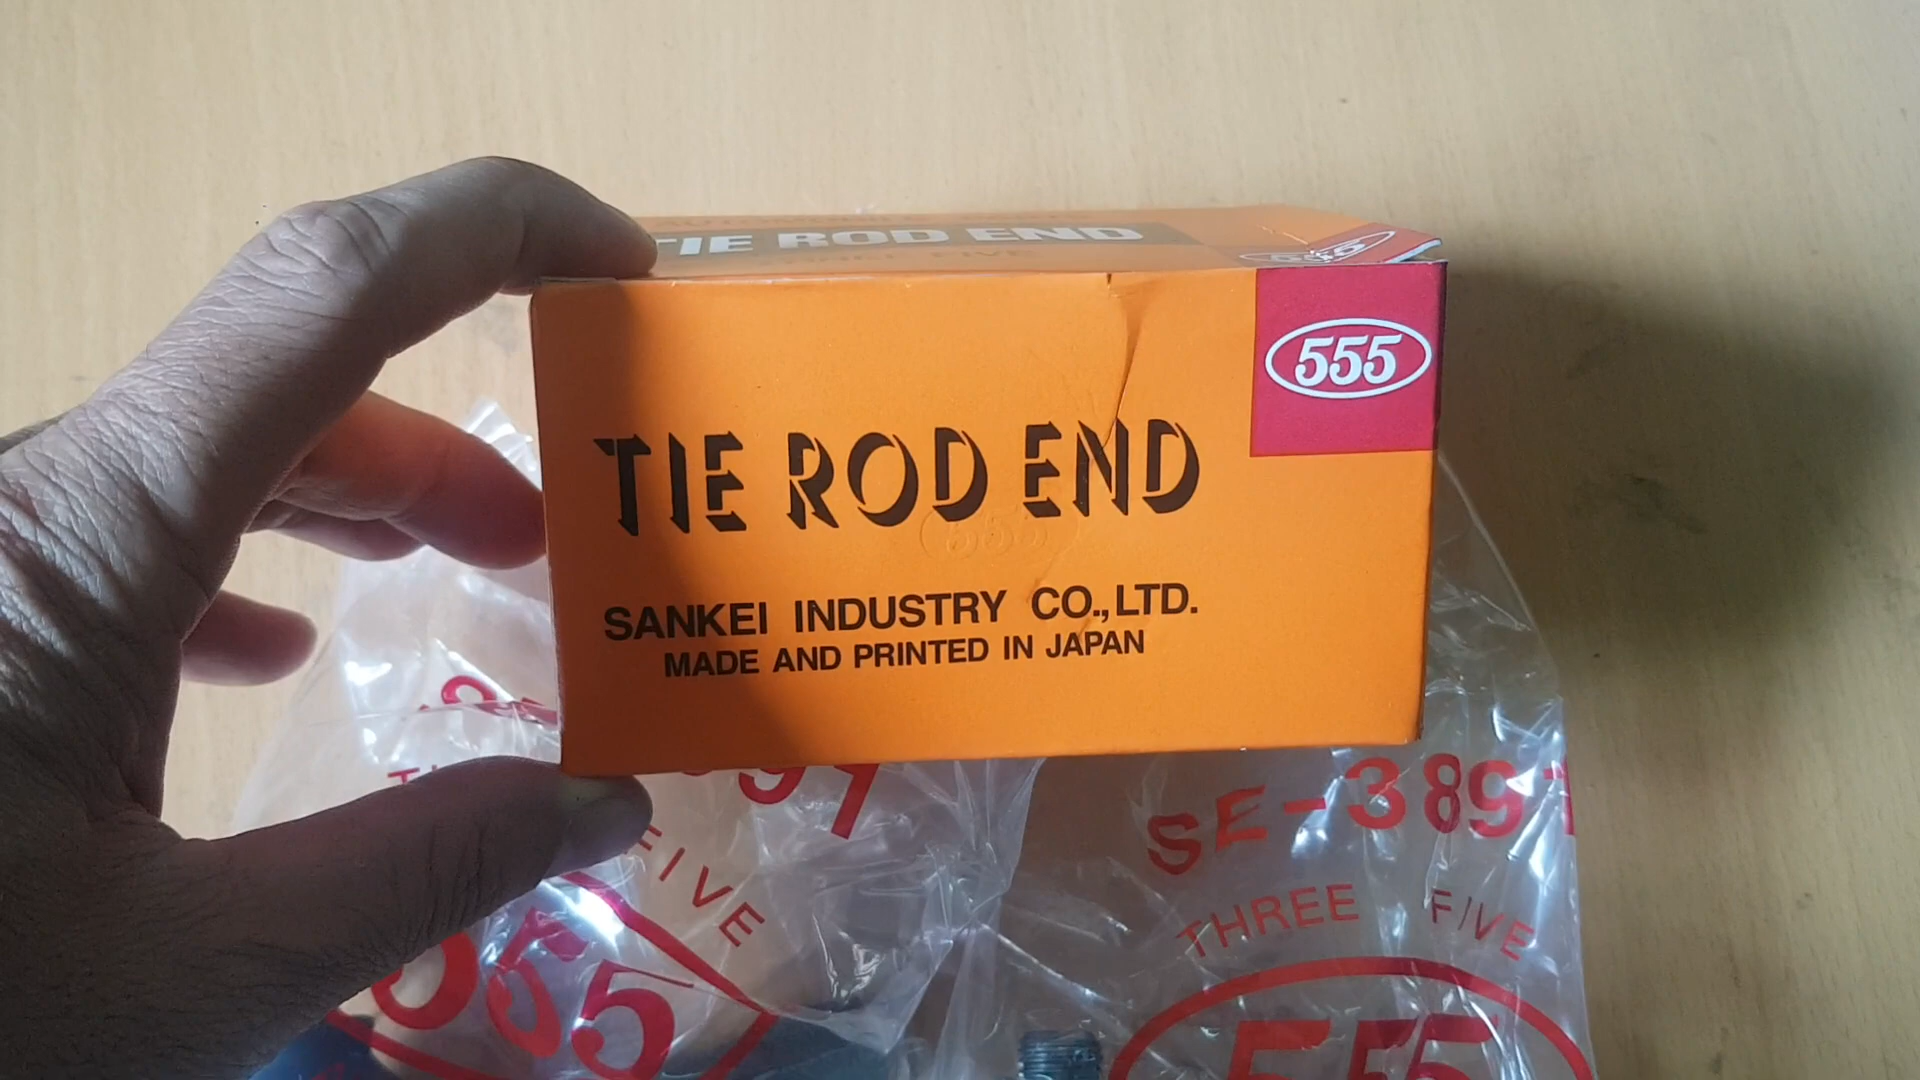 TIE ROD END
555
TIE ROD END
555
SANKEI INDUSTRY CO., LTD.
MADE AND PRINTED IN JAPAN
SE-3891
THREE FIVE
555
FIVE
555